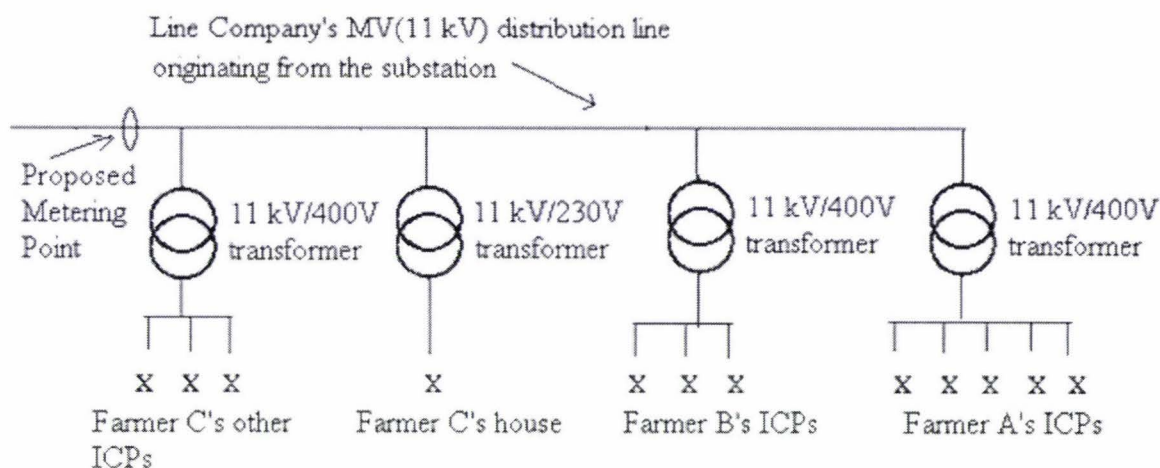 Line Company's MV(11 kV) distribution line
originating from the substation
Proposed
Metering
Point
11 kV/400V
transformer
11 kV/230V
transformer
11 kV/400V
transformer
11 kV/400V
transformer
X X X
X
X X X
X X X X X
Farmer C's other
ICPs
Farmer C's house
Farmer B's ICPs
Farmer A's ICPs